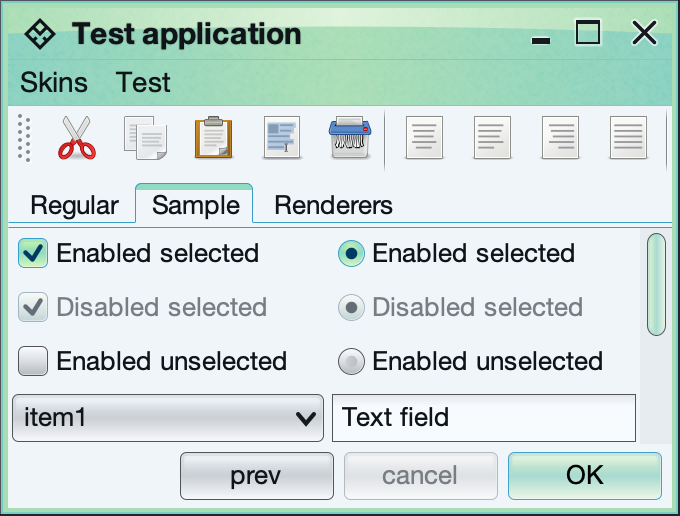 Test application
Skins Test
Regular Sample Renderers
Enabled selected Enabled selected
Disabled selected Disabled selected
Enabled unselected Enabled unselected
item1 Text field
prev cancel OK